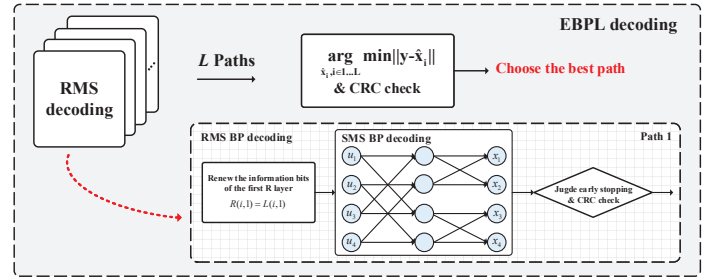 EBPL decoding
RMS
decoding
L Paths
arg min||y-x̂ᵢ||
x̂ᵢ,i∈1...L
& CRC check
Choose the best path
RMS BP decoding
SMS BP decoding
Path 1
Renew the information bits
of the first R layer
R(i,1) = L(i,1)
u₁
x₁
u₂
x₂
u₃
x₃
u₄
x₄
Jugde early stopping
& CRC check